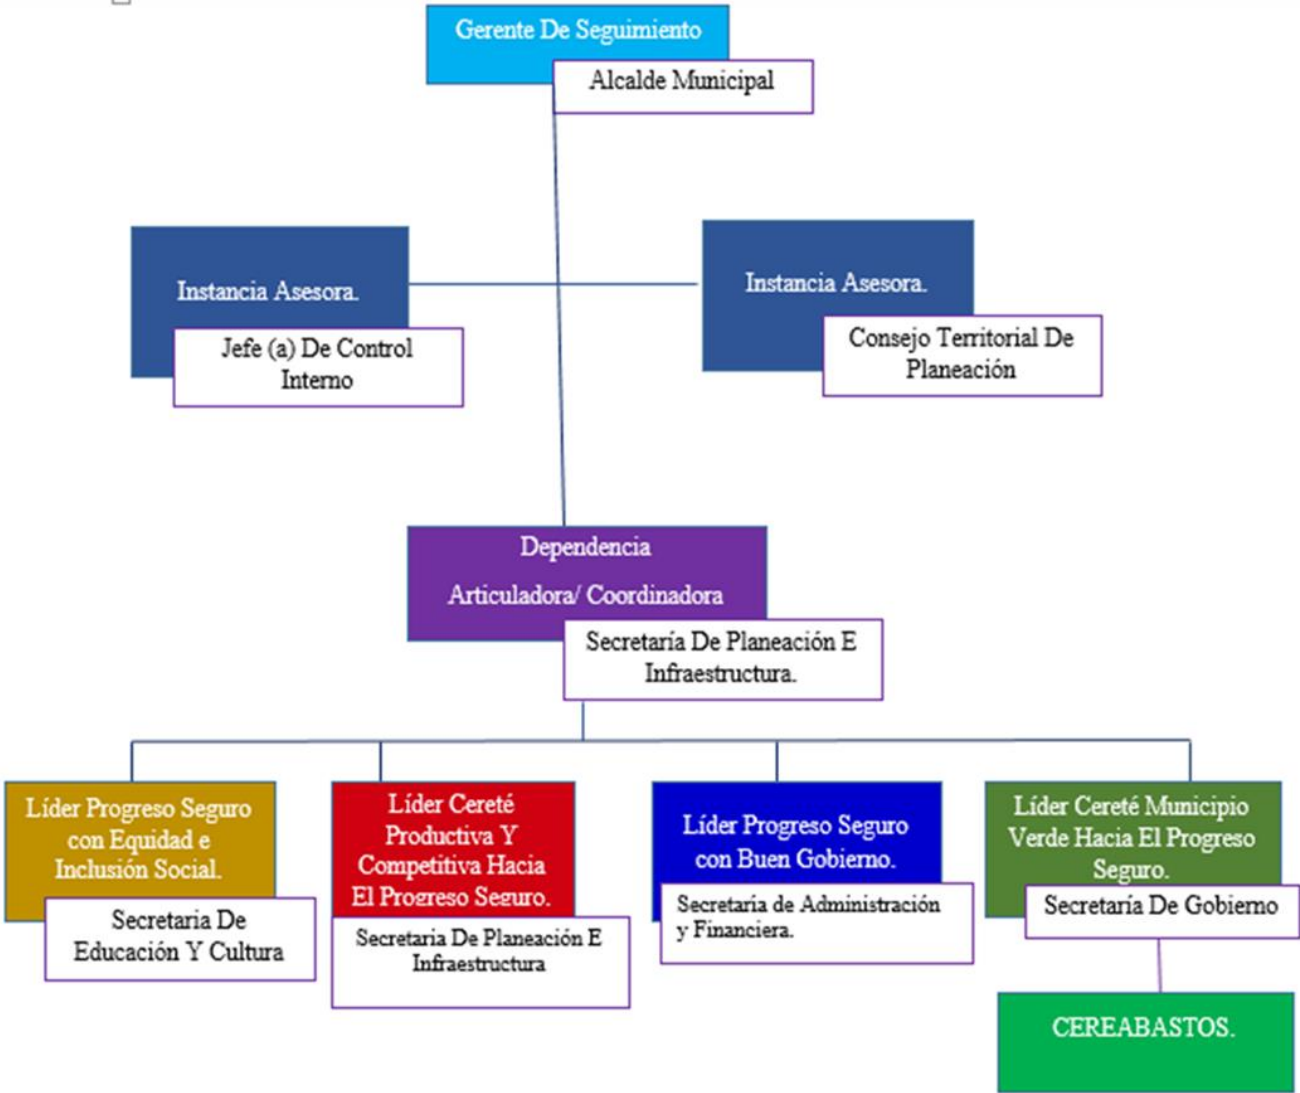 Gerente De Seguimiento
Alcalde Municipal
Instancia Asesora.
Jefe (a) De Control
Interno
Instancia Asesora.
Consejo Territorial De
Planeación
Dependencia
Articuladora/ Coordinadora
Secretaría De Planeación E
Infraestructura.
Líder Progreso Seguro
con Equidad e
Inclusión Social.
Secretaria De
Educación Y Cultura
Líder Cereté
Productiva Y
Competitiva Hacia
El Progreso Seguro.
Secretaria De Planeación E
Infraestructura
Líder Progreso Seguro
con Buen Gobierno.
Secretaría de Administración
y Financiera.
Líder Cereté Municipio
Verde Hacia El Progreso
Seguro.
Secretaría De Gobierno
CEREABASTOS.